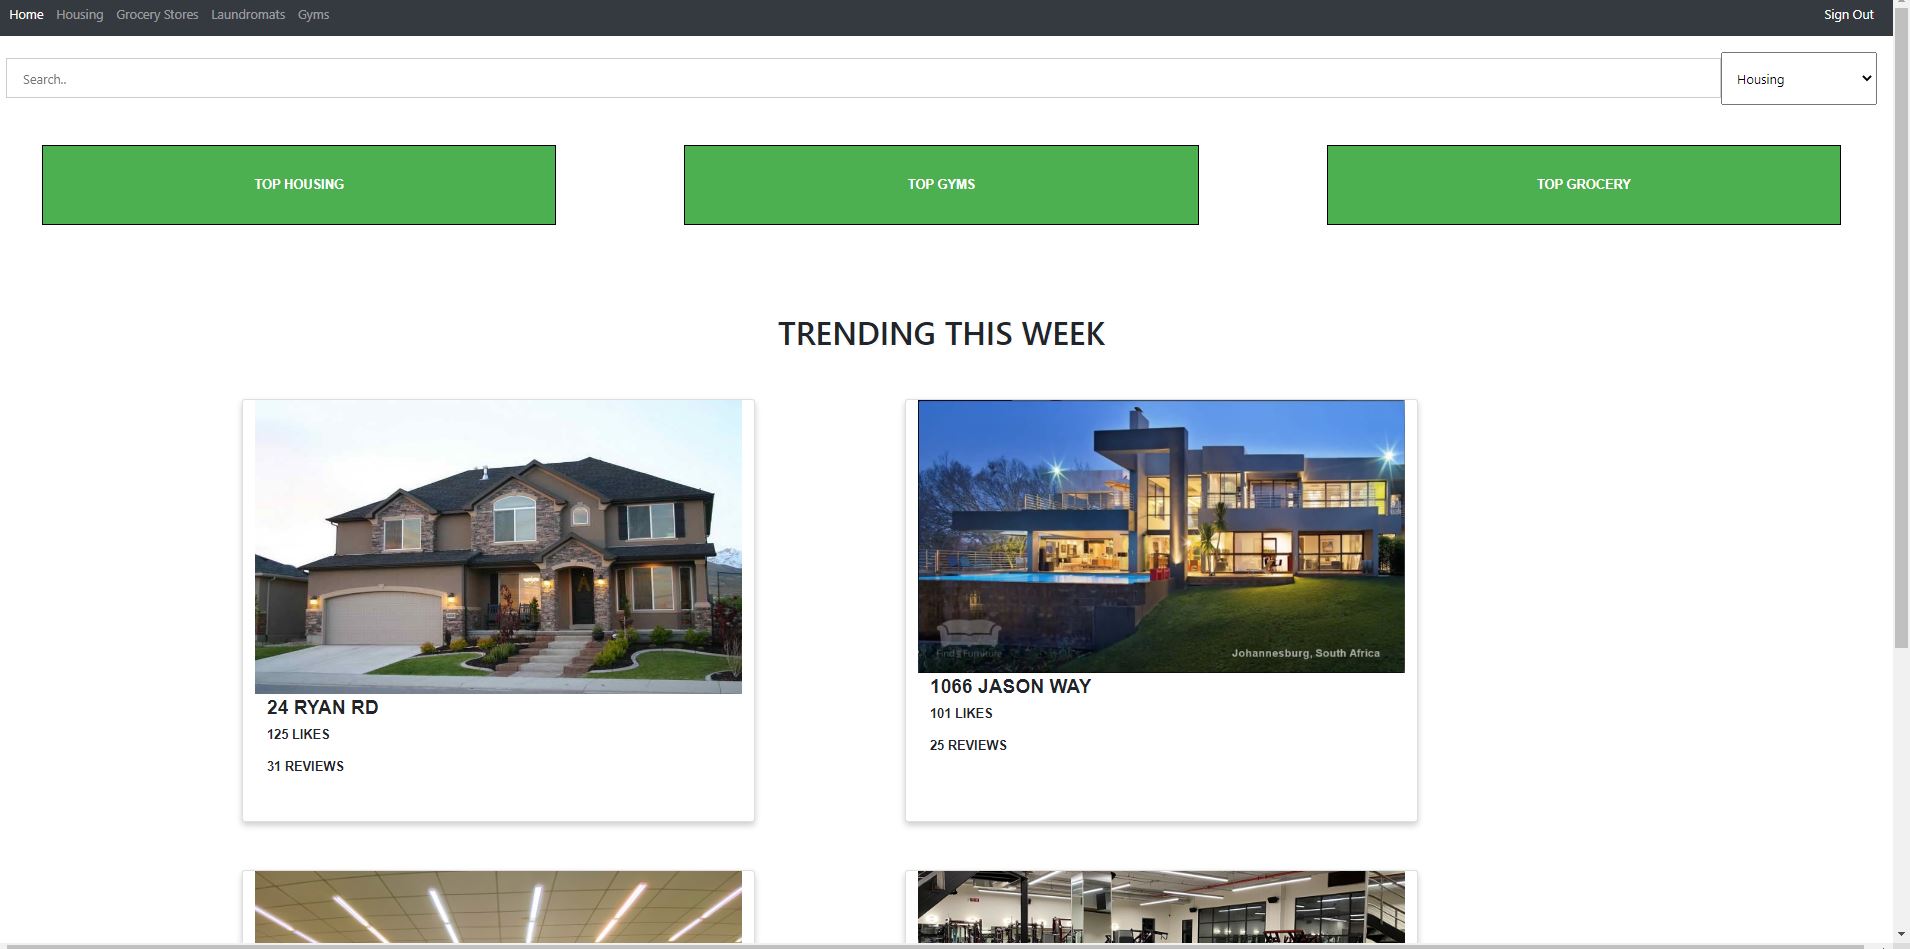 Home Housing Grocery Stores Laundromats Gyms Sign Out
Search..
Housing
TOP HOUSING
TOP GYMS
TOP GROCERY
TRENDING THIS WEEK
24 RYAN RD
125 LIKES
31 REVIEWS
Find Furniture
Johannesburg, South Africa
1066 JASON WAY
101 LIKES
25 REVIEWS